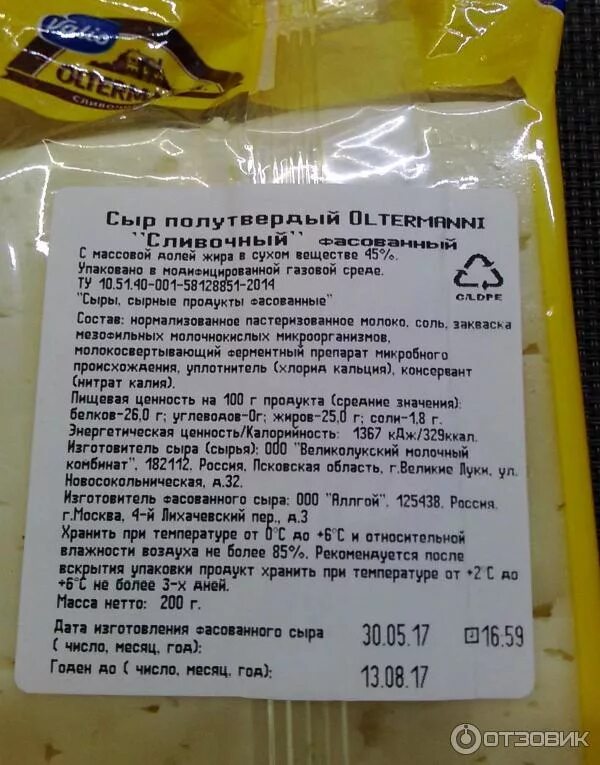 Valio
OLTERM
СЛИВОЧ
Сыр полутвердый OLTERMANNI
"Сливочный" фасованный
С массовой долей жира в сухом веществе 45%.
Упаковано в модифицированной газовой среде.
ТУ 10.51.40-001-58128851-2014
"Сыры, сырные продукты фасованные"
C/LDPE
Состав: нормализованное пастеризованное молоко, соль, закваска
мезофильных молочнокислых микроорганизмов,
молокосвертывающий ферментный препарат микробного
происхождения, уплотнитель (хлорид кальция), консервант
(нитрат калия).
Пищевая ценность на 100 г продукта (средние значения):
белков-26,0 г; углеводов-0г; жиров-25,0 г; соли-1,8 г.
Энергетическая ценность/Калорийность: 1367 кДж/329ккал.
Изготовитель сыра (сырья): ООО "Великолукский молочный
комбинат", 182112, Россия, Псковская область, г.Великие Луки, ул.
Новосокольническая, д.32.
Изготовитель фасованного сыра: ООО "Аллгой", 125438, Россия,
г.Москва, 4-й Лихачевский пер., д.3
Хранить при температуре от 0°С до +6°С и относительной
влажности воздуха не более 85%. Рекомендуется после
вскрытия упаковки продукт хранить при температуре от +2°С до
+6°С не более 3-х дней.
Масса нетто: 200 г.
Дата изготовления фасованного сыра
( число, месяц, год):
30.05.17 16:59
Годен до ( число, месяц, год):
13.08.17
ОТЗОВИК